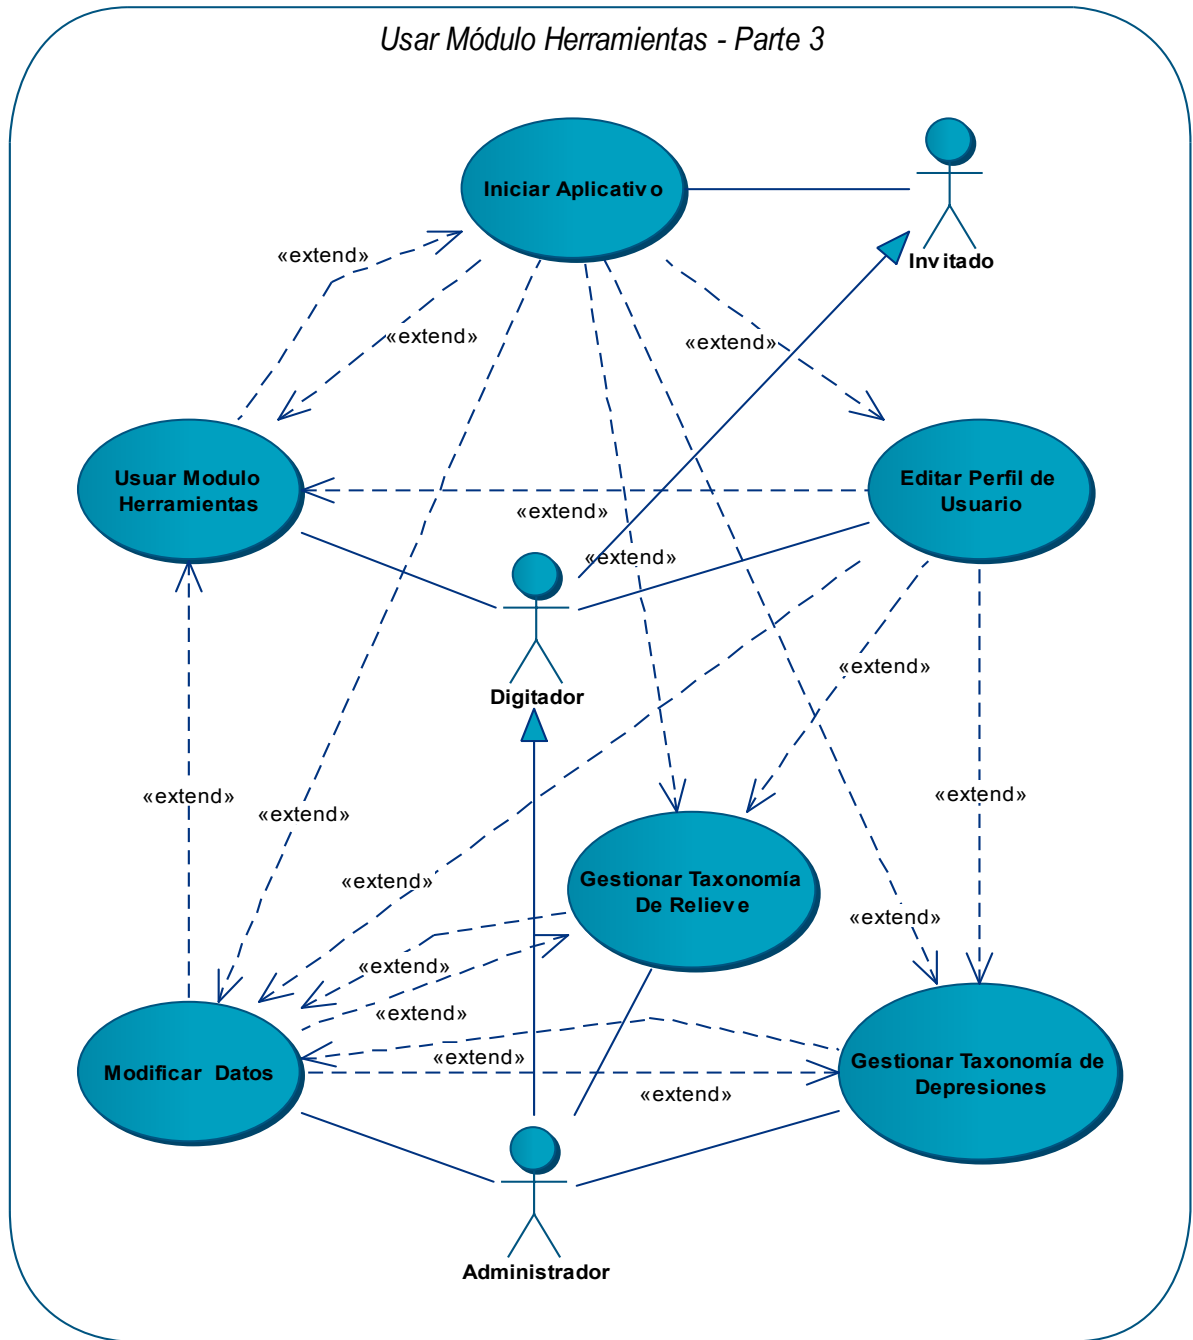 Usar Módulo Herramientas - Parte 3
Iniciar Aplicativo
Invitado
«extend»
«extend»
«extend»
Usuar Modulo
Herramientas
Editar Perfil de
Usuario
«extend»
«extend»
«extend»
Digitador
«extend»
«extend»
«extend»
Gestionar Taxonomía
De Relieve
«extend»
«extend»
«extend»
«extend»
«extend»
Modificar Datos
Gestionar Taxonomía de
Depresiones
«extend»
Administrador